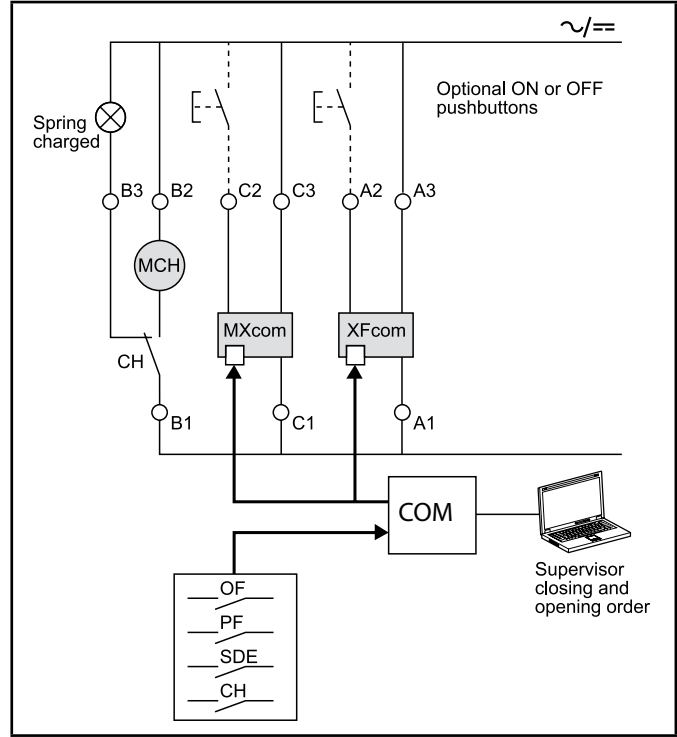 Optional ON or OFF
pushbuttons
Spring
charged
B3 B2 C2 C3 A2 A3
MCH
MXcom XFcom
CH
B1 C1 A1
COM
Supervisor
closing and
opening order
OF
PF
SDE
CH